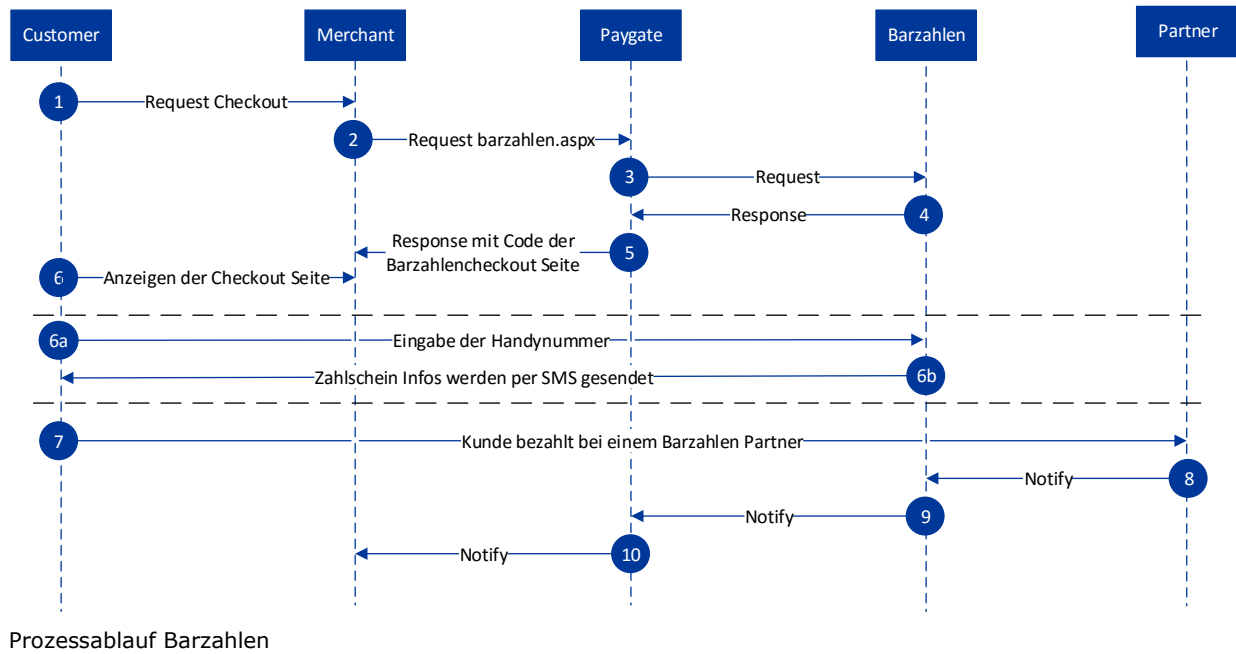 Customer
Merchant
Paygate
Barzahlen
Partner
1
Request Checkout
2
Request barzahlen.aspx
3
Request
Response
4
Response mit Code der
Barzahlencheckout Seite
5
6
Anzeigen der Checkout Seite
6a
Eingabe der Handynummer
Zahlschein Infos werden per SMS gesendet
6b
7
Kunde bezahlt bei einem Barzahlen Partner
Notify
8
Notify
9
Notify
10
Prozessablauf Barzahlen